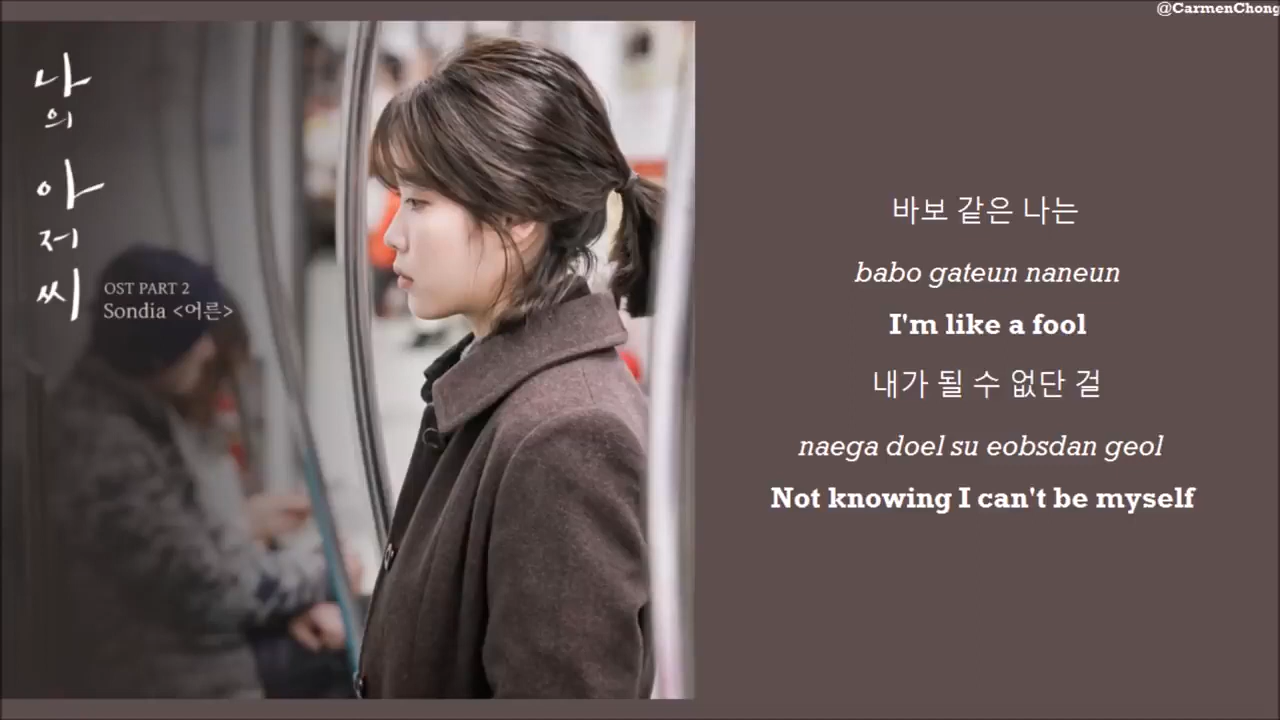 @CarmenChong
나
의
아
저
씨
OST PART 2
Sondia <어른>
바보 같은 나는
babo gateun naneun
I'm like a fool
내가 될 수 없단 걸
naega doel su eobsdan geol
Not knowing I can't be myself